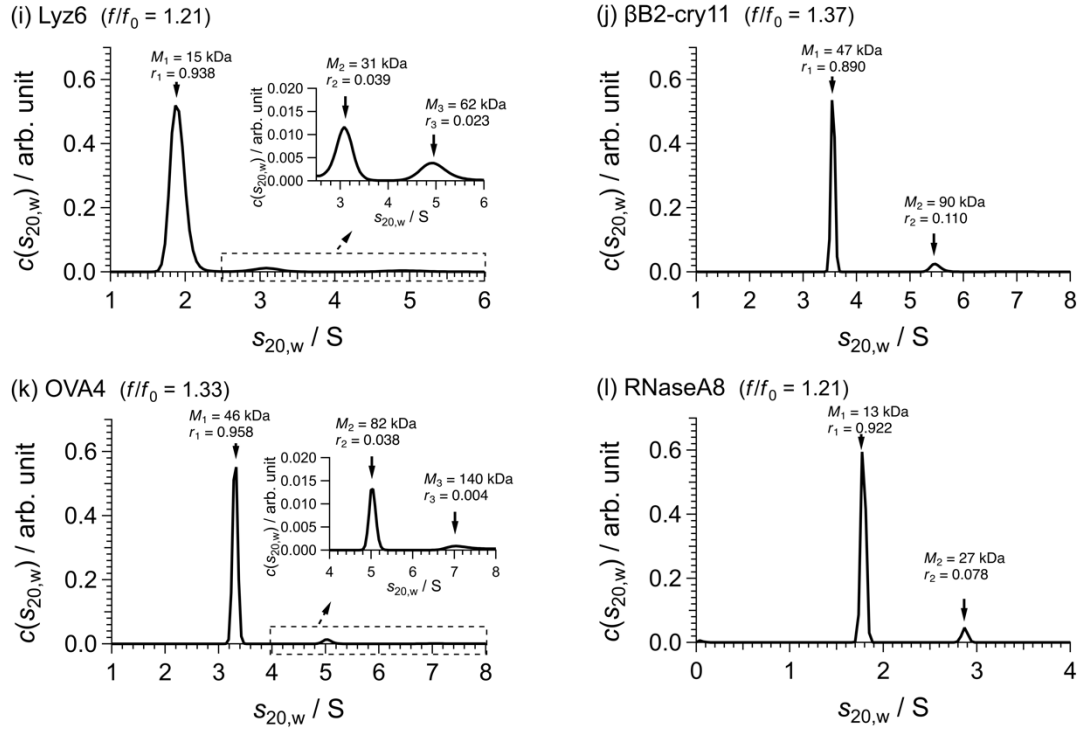 (i) Lyz6 (f/f0 = 1.21)
M1 = 15 kDa
r1 = 0.938
M2 = 31 kDa
r2 = 0.039
M3 = 62 kDa
r3 = 0.023
c(s20,w) / arb. unit
0.6
0.4
0.2
0.0
1 2 3 4 5 6
s20,w / S
c(s20,w) / arb. unit
0.020
0.015
0.010
0.005
0.000
3 4 5 6
s20,w / S
(j) βB2-cry11 (f/f0 = 1.37)
M1 = 47 kDa
r1 = 0.890
M2 = 90 kDa
r2 = 0.110
c(s20,w) / arb. unit
0.6
0.4
0.2
0.0
1 2 3 4 5 6 7 8
s20,w / S
(k) OVA4 (f/f0 = 1.33)
M1 = 46 kDa
r1 = 0.958
M2 = 82 kDa
r2 = 0.038
M3 = 140 kDa
r3 = 0.004
c(s20,w) / arb. unit
0.6
0.4
0.2
0.0
1 2 3 4 5 6 7 8
s20,w / S
c(s20,w) / arb. unit
0.020
0.015
0.010
0.005
0.000
4 5 6 7 8
s20,w / S
(l) RNaseA8 (f/f0 = 1.21)
M1 = 13 kDa
r1 = 0.922
M2 = 27 kDa
r2 = 0.078
c(s20,w) / arb. unit
0.6
0.4
0.2
0.0
0 1 2 3 4
s20,w / S